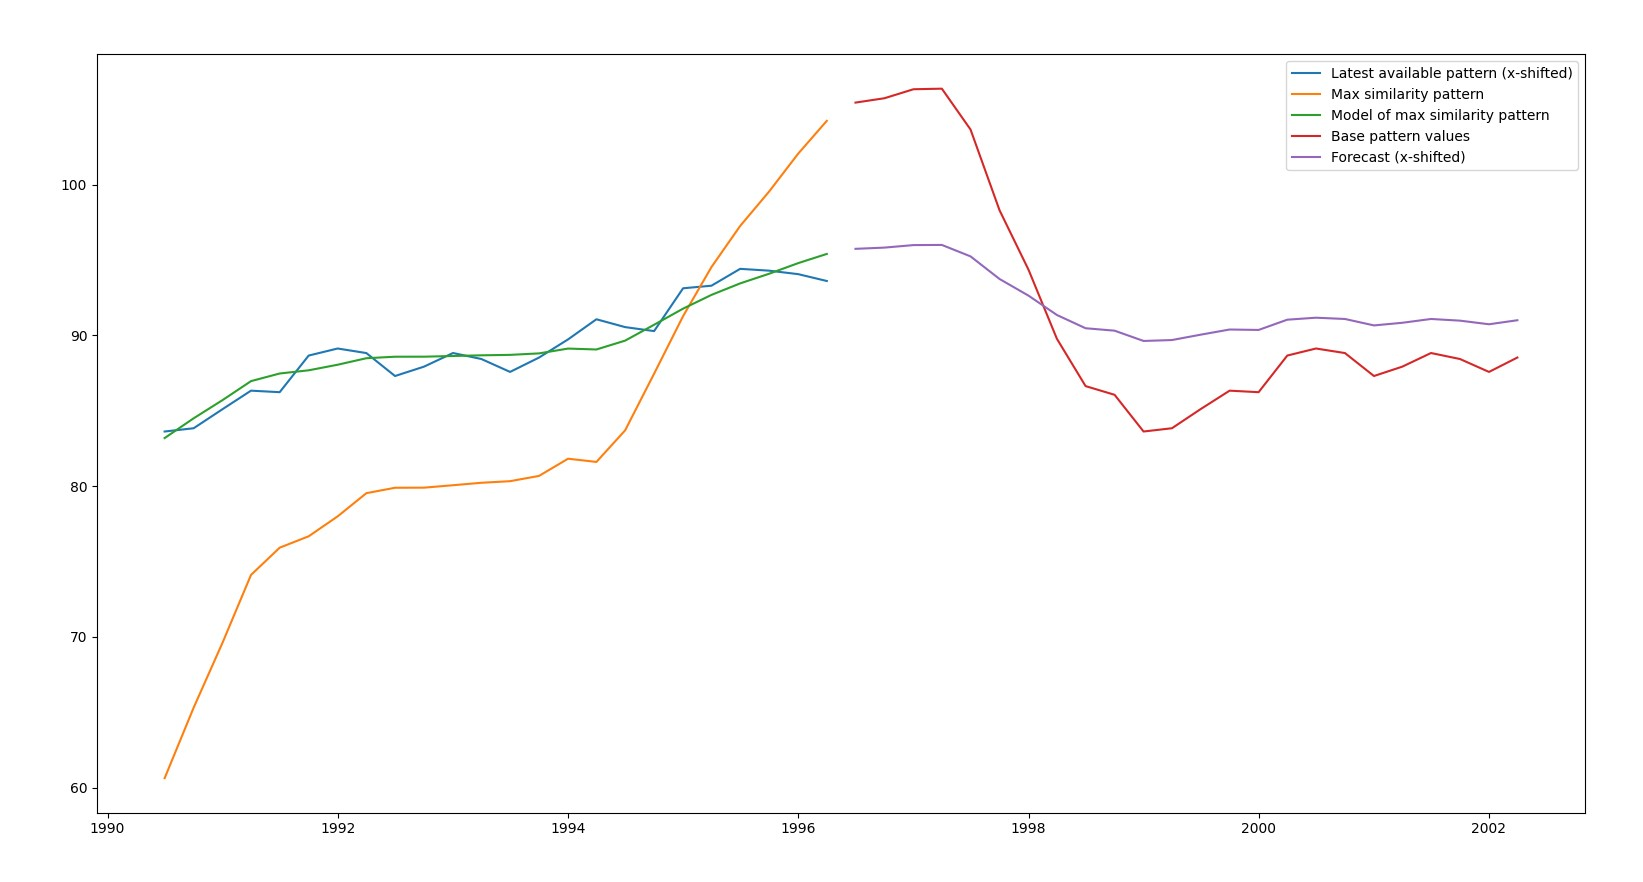 Latest available pattern (x-shifted)
Max similarity pattern
Model of max similarity pattern
Base pattern values
Forecast (x-shifted)
100
90
80
70
60
1990 1992 1994 1996 1998 2000 2002